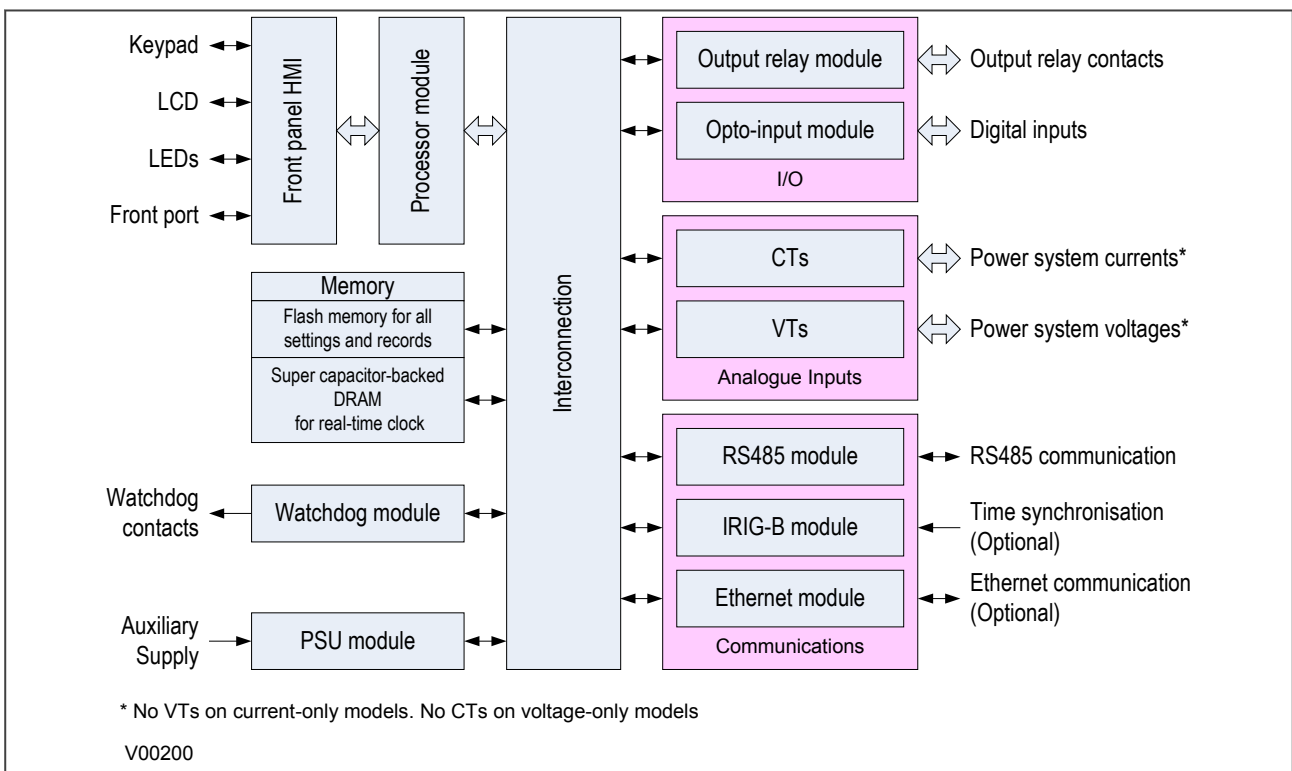 Keypad
LCD
LEDs
Front port
Front panel HMI
Processor module
Memory
Flash memory for all
settings and records
Super capacitor-backed
DRAM
for real-time clock
Watchdog
contacts
Watchdog module
Auxiliary
Supply
PSU module
Interconnection
Output relay module
Output relay contacts
Opto-input module
Digital inputs
I/O
CTs
Power system currents*
VTs
Power system voltages*
Analogue Inputs
RS485 module
RS485 communication
IRIG-B module
Time synchronisation
(Optional)
Ethernet module
Ethernet communication
(Optional)
Communications
* No VTs on current-only models. No CTs on voltage-only models
V00200